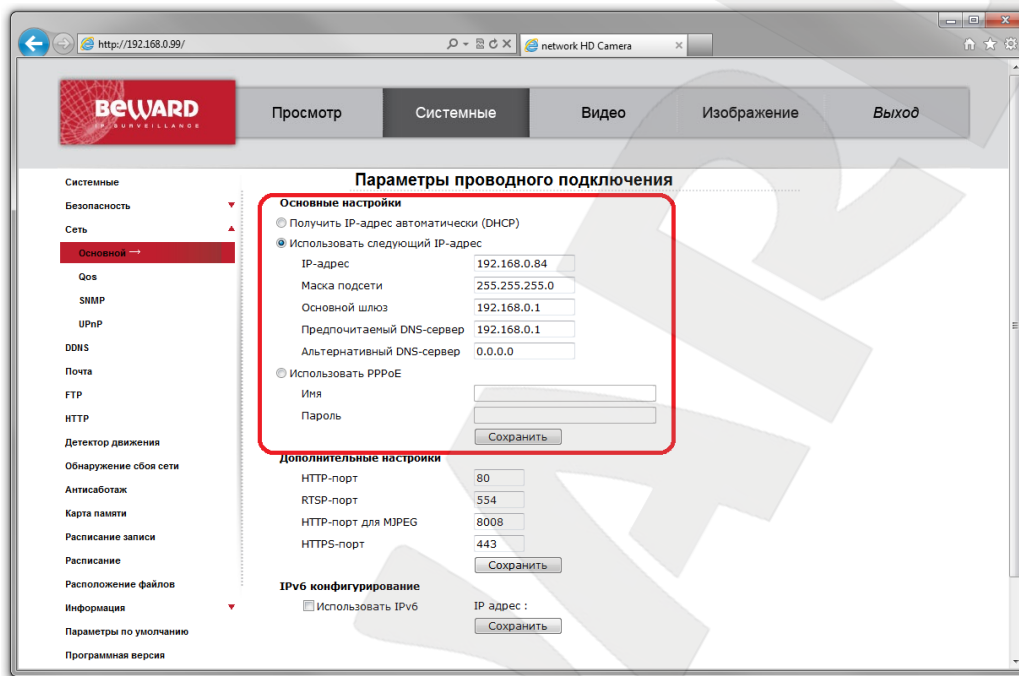 http://192.168.0.99/
network HD Camera
BEWARD
IP SURVEILLANCE
Просмотр
Системные
Видео
Изображение
Выход
Системные
Безопасность
Сеть
Основной →
Qos
SNMP
UPnP
DDNS
Почта
FTP
HTTP
Детектор движения
Обнаружение сбоя сети
Антисаботаж
Карта памяти
Расписание записи
Расписание
Расположение файлов
Информация
Параметры по умолчанию
Программная версия
Параметры проводного подключения
Основные настройки
Получить IP-адрес автоматически (DHCP)
Использовать следующий IP-адрес
IP-адрес 192.168.0.84
Маска подсети 255.255.255.0
Основной шлюз 192.168.0.1
Предпочитаемый DNS-сервер 192.168.0.1
Альтернативный DNS-сервер 0.0.0.0
Использовать PPPoE
Имя
Пароль
Сохранить
Дополнительные настройки
HTTP-порт 80
RTSP-порт 554
HTTP-порт для MJPEG 8008
HTTPS-порт 443
Сохранить
IPv6 конфигурирование
Использовать IPv6 IP адрес :
Сохранить